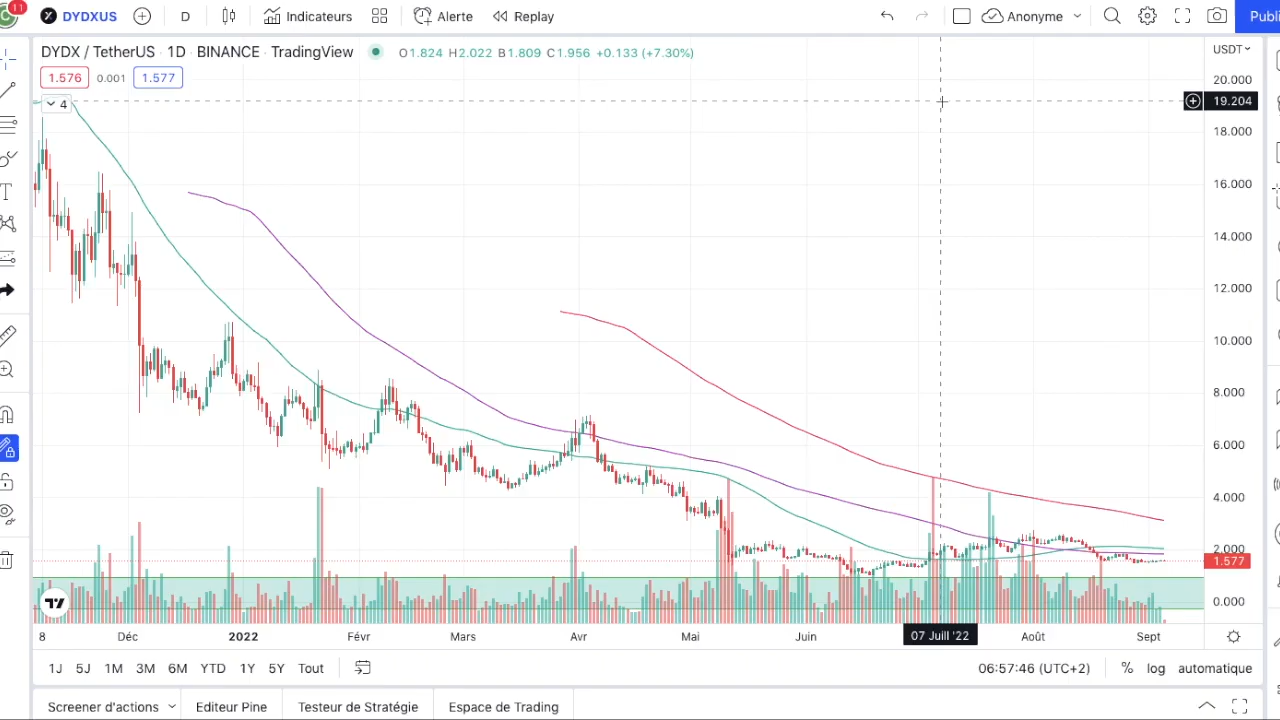 11
DYDXUS
D
Indicateurs
Alerte
Replay
Anonyme
Publi
DYDX / TetherUS · 1D · BINANCE · TradingView
O1.824 H2.022 B1.809 C1.956 +0.133 (+7.30%)
USDT
1.576
0.001
1.577
4
20.000
19.204
18.000
16.000
14.000
12.000
10.000
8.000
6.000
4.000
2.000
1.577
0.000
8
Déc
2022
Févr
Mars
Avr
Mai
Juin
07 Juill '22
Août
Sept
1J
5J
1M
3M
6M
YTD
1Y
5Y
Tout
06:57:46 (UTC+2)
%
log
automatique
Screener d'actions
Editeur Pine
Testeur de Stratégie
Espace de Trading